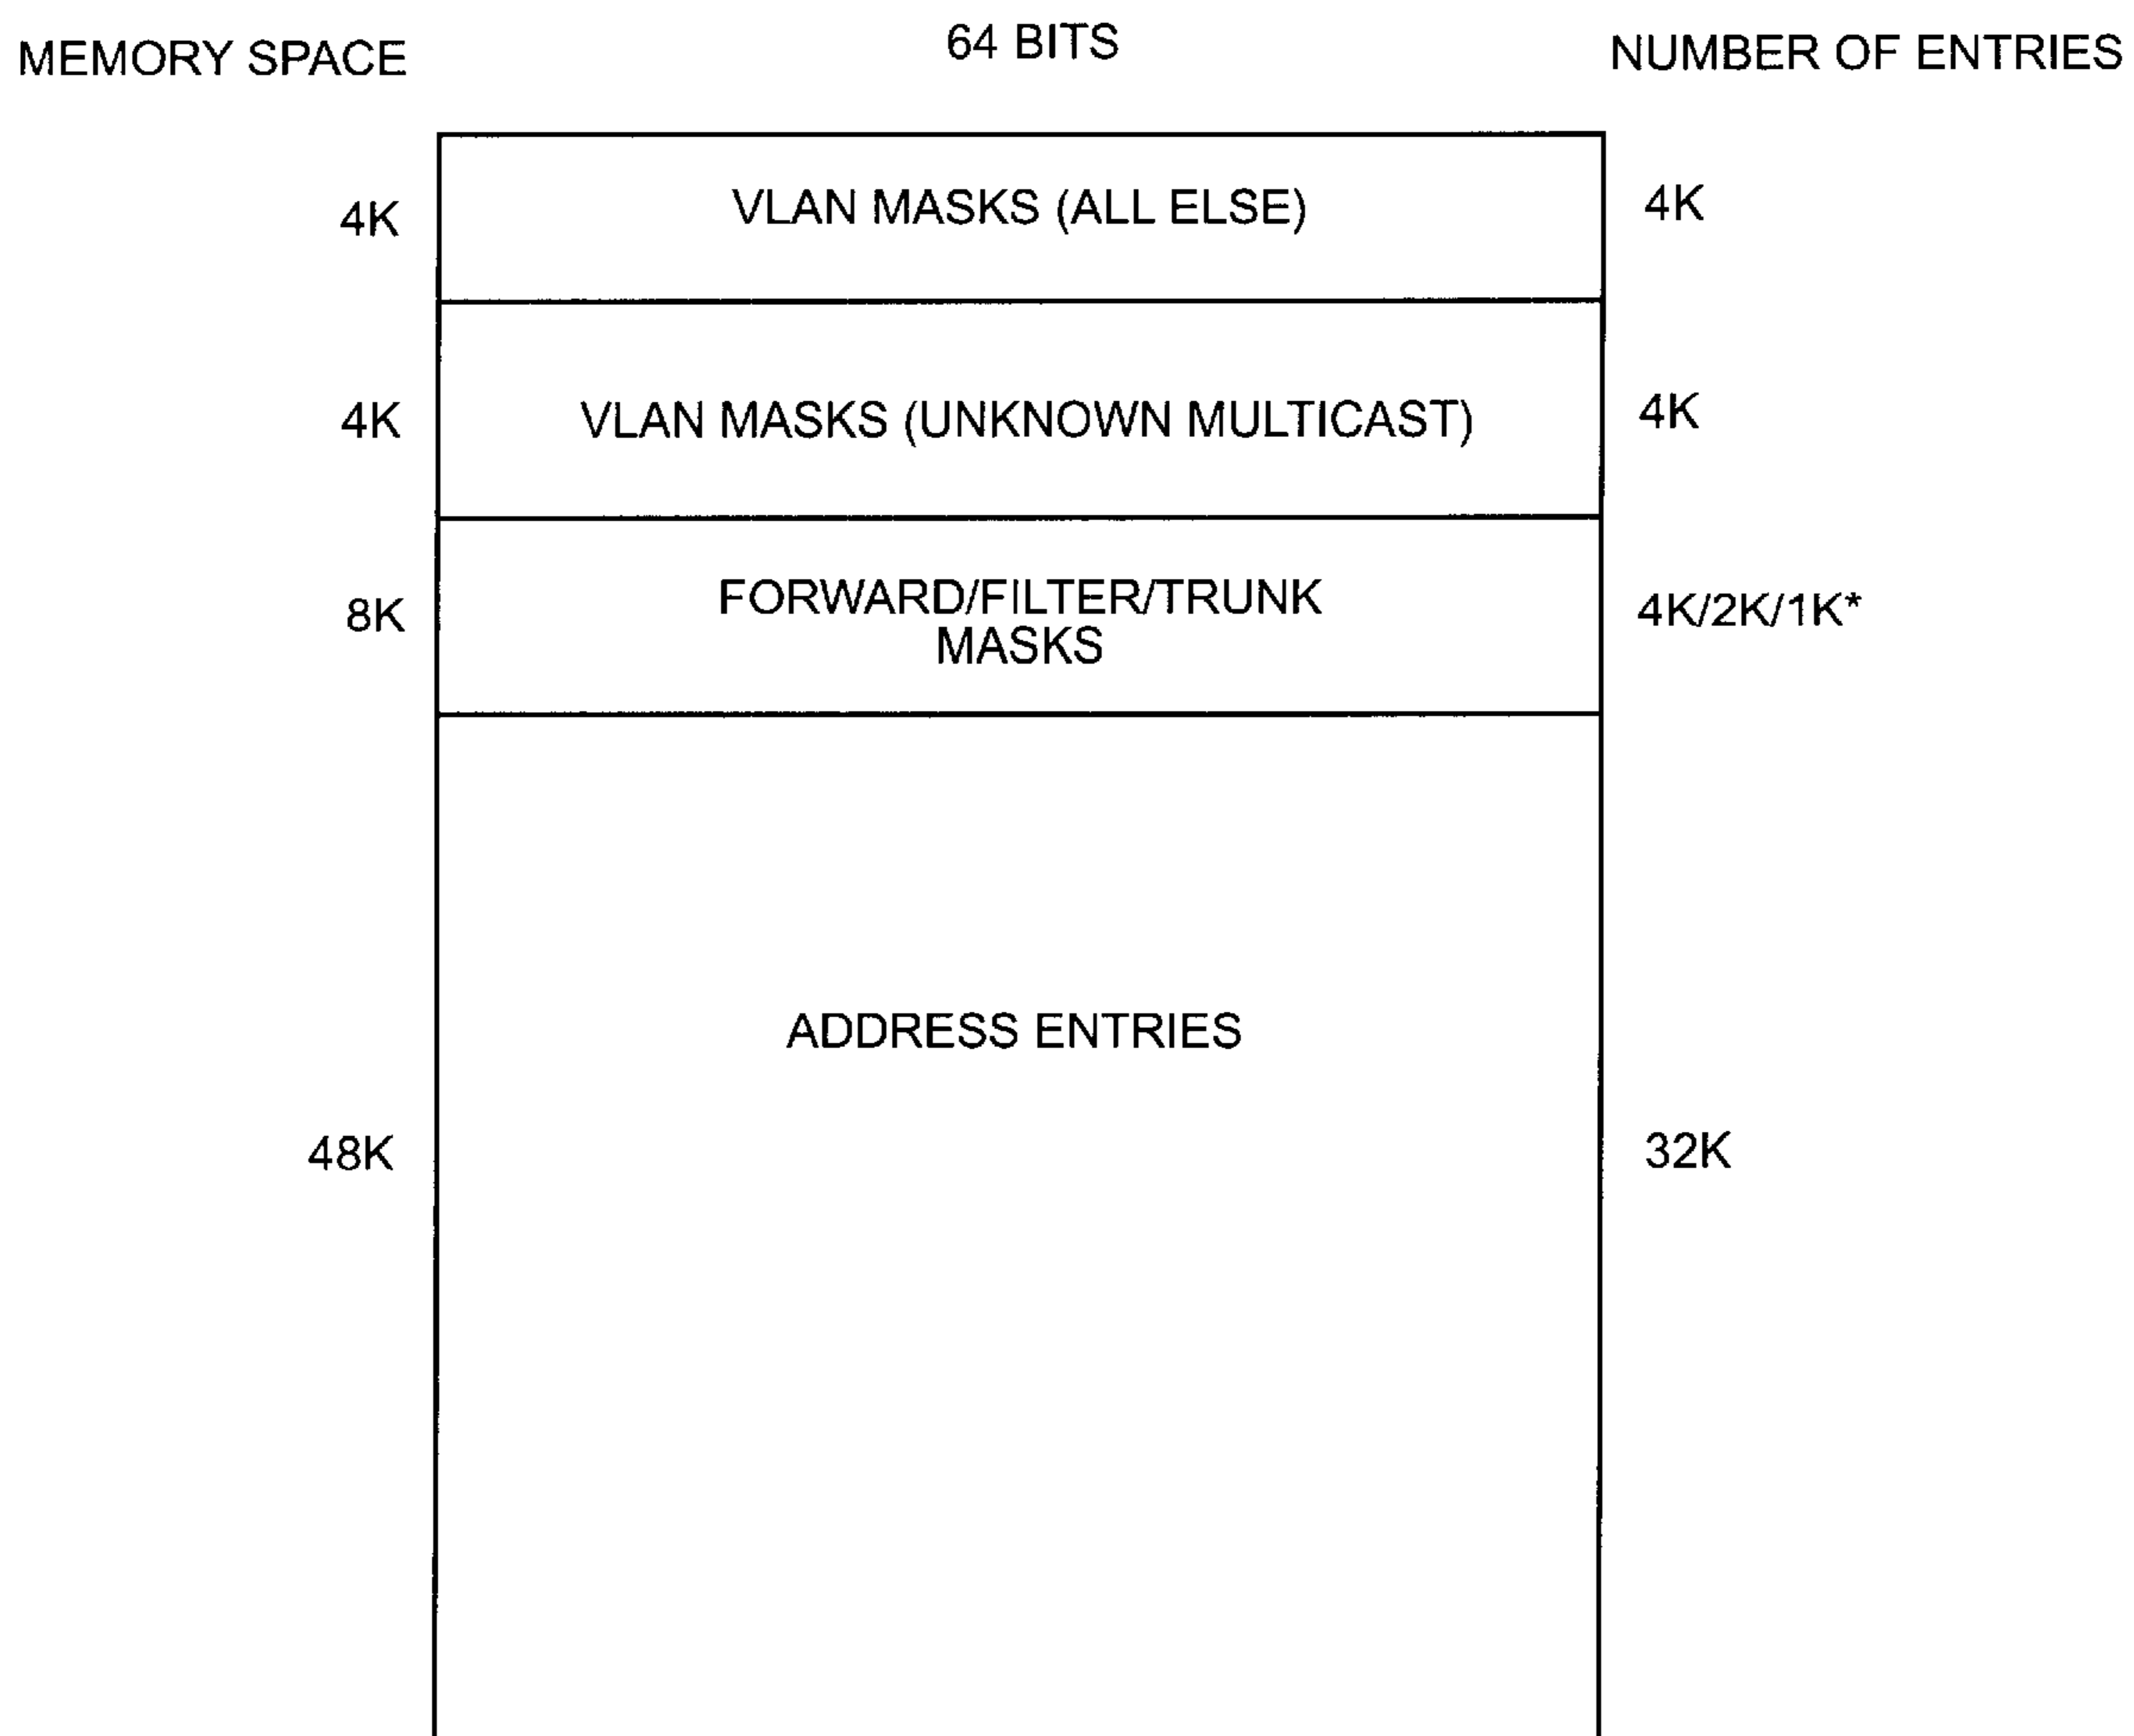 MEMORY SPACE
64 BITS
NUMBER OF ENTRIES
4K
VLAN MASKS (ALL ELSE)
4K
4K
VLAN MASKS (UNKNOWN MULTICAST)
4K
8K
FORWARD/FILTER/TRUNK
MASKS
4K/2K/1K*
ADDRESS ENTRIES
48K
32K